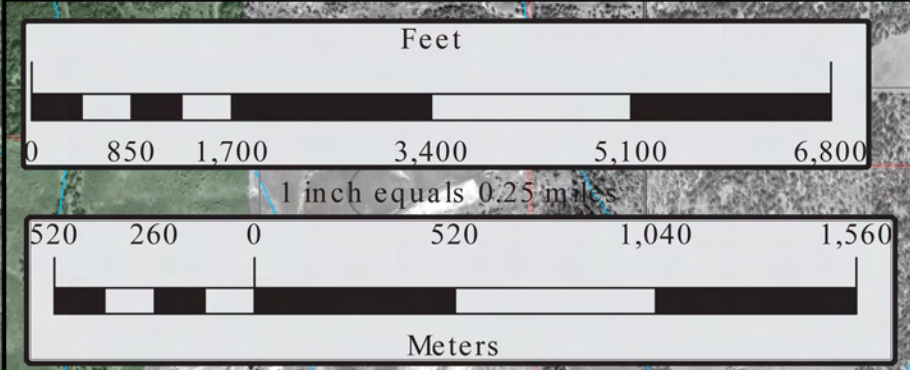 Feet
0 850 1,700 3,400 5,100 6,800
1 inch equals 0.25 miles
520 260 0 520 1,040 1,560
Meters